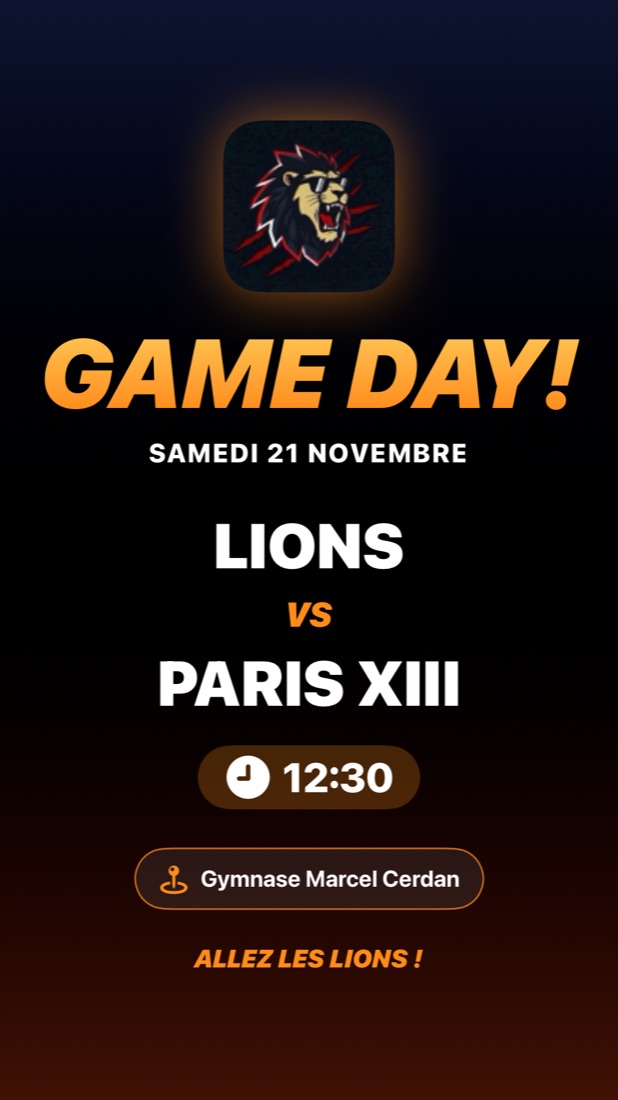 GAME DAY!
SAMEDI 21 NOVEMBRE
LIONS
VS
PARIS XIII
12:30
Gymnase Marcel Cerdan
ALLEZ LES LIONS !